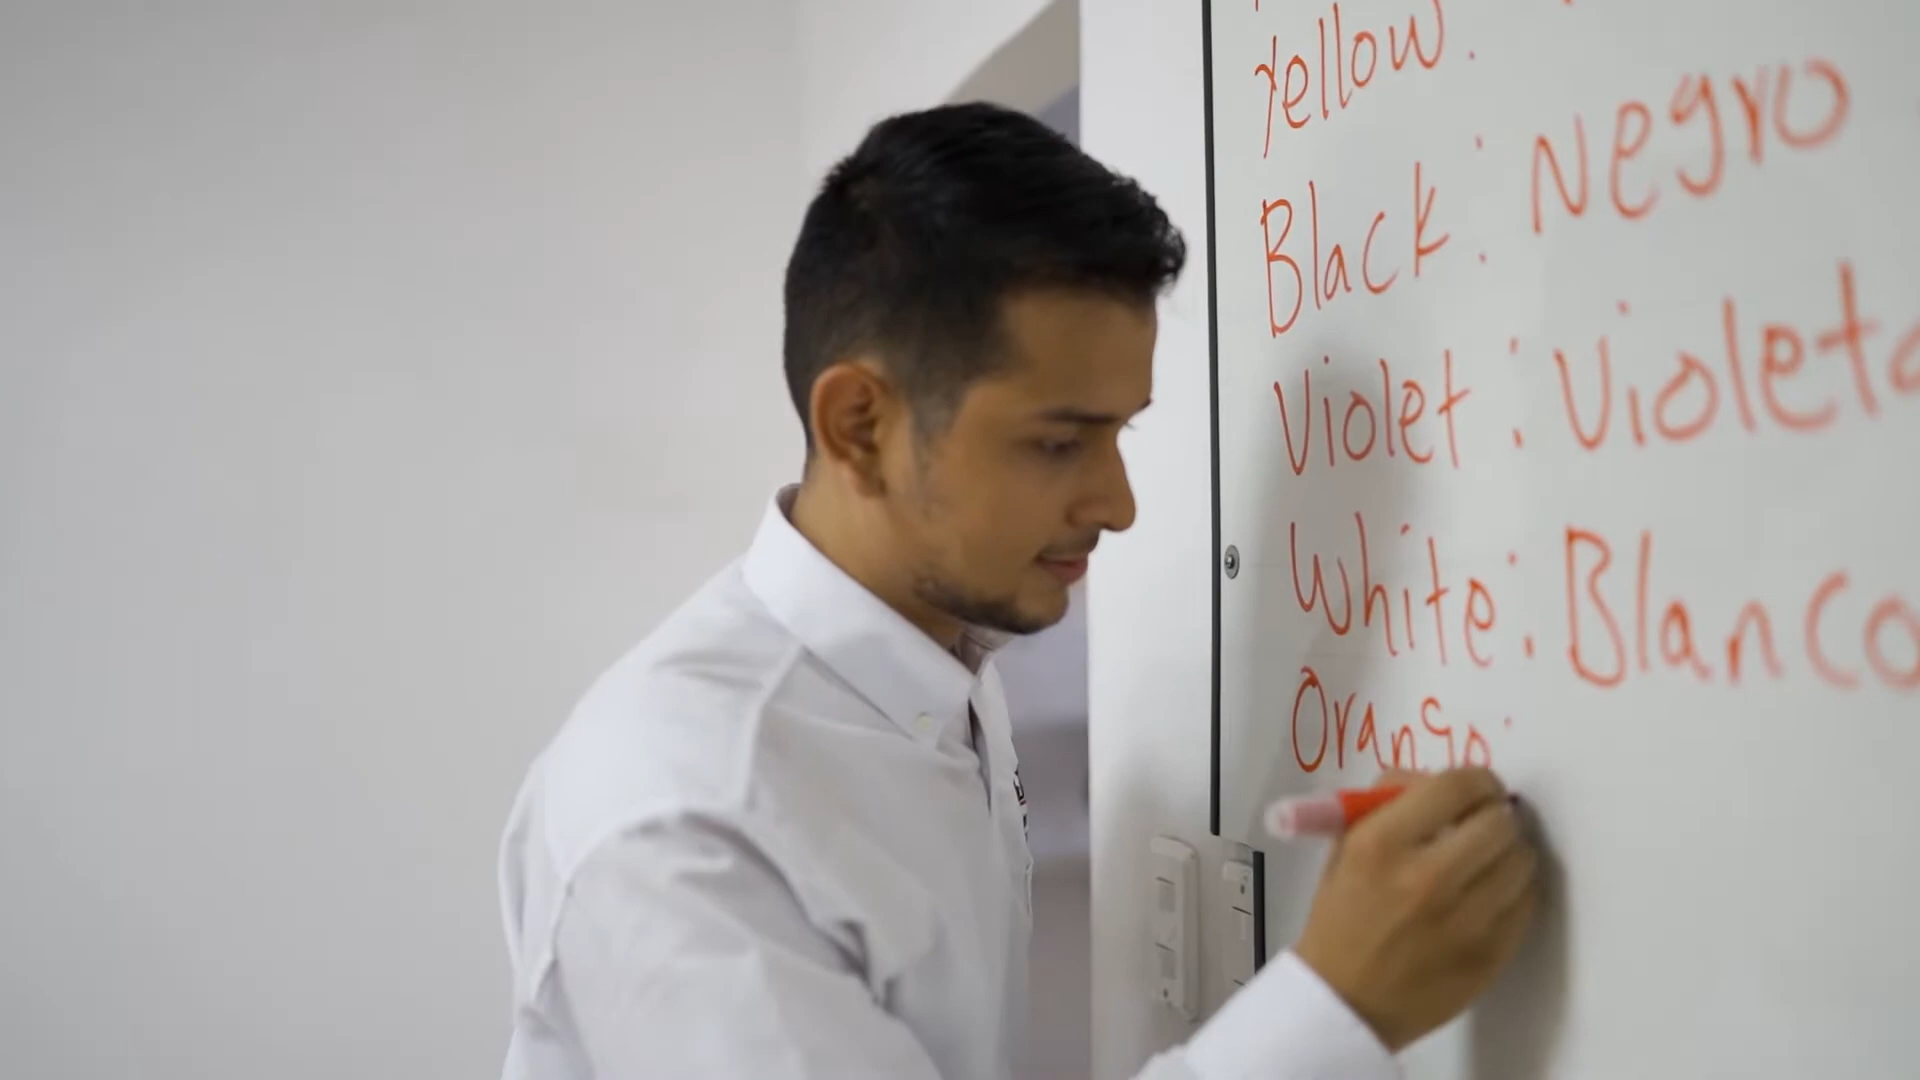 Yellow:
Black: Negro
Violet: Violeta
White: Blanco
Orange: